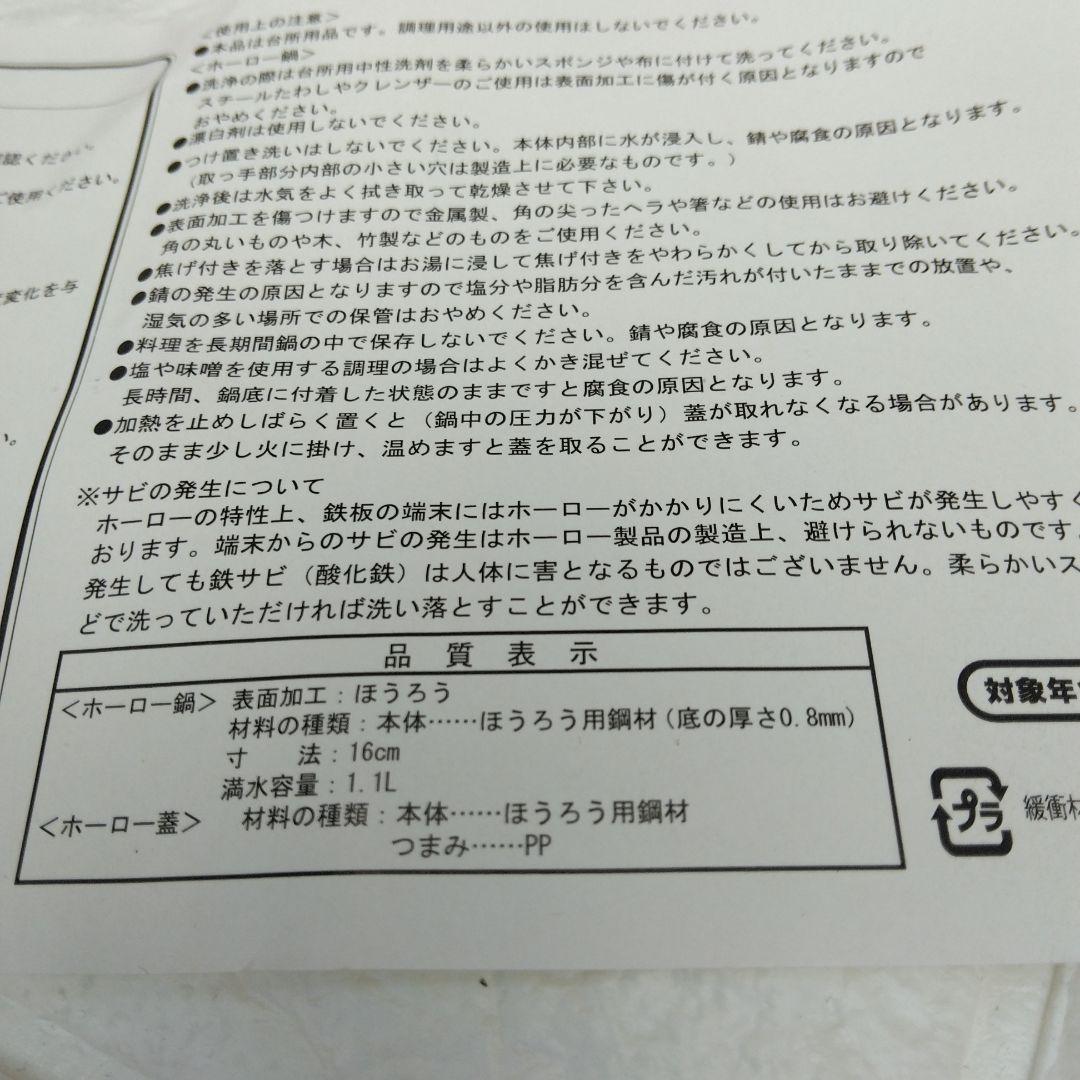 ＜使用上の注意＞
●本品は台所用品です。調理用途以外の使用はしないでください。
＜ホーロー鍋＞
●洗浄の際は台所用中性洗剤を柔らかいスポンジや布に付けて洗ってください。
スチールたわしやクレンザーのご使用は表面加工に傷が付く原因となりますので
おやめください。
●漂白剤は使用しないでください。
●つけ置き洗いはしないでください。本体内部に水が浸入し、錆や腐食の原因となります。
（取っ手部分内部の小さい穴は製造上に必要なものです。）
●洗浄後は水気をよく拭き取って乾燥させて下さい。
●表面加工を傷つけますので金属製、角の尖ったヘラや箸などの使用はお避けください。
角の丸いものや木、竹製などのものをご使用ください。
●焦げ付きを落とす場合はお湯に浸して焦げ付きをやわらかくしてから取り除いてください。
●錆の発生の原因となりますので塩分や脂肪分を含んだ汚れが付いたままでの放置や、
湿気の多い場所での保管はおやめください。
●料理を長期間鍋の中で保存しないでください。錆や腐食の原因となります。
●塩や味噌を使用する調理の場合はよくかき混ぜてください。
長時間、鍋底に付着した状態のままですと腐食の原因となります。
●加熱を止めしばらく置くと（鍋中の圧力が下がり）蓋が取れなくなる場合があります。
そのまま少し火に掛け、温めますと蓋を取ることができます。
※サビの発生について
ホーローの特性上、鉄板の端末にはホーローがかかりにくいためサビが発生しやすく
おります。端末からのサビの発生はホーロー製品の製造上、避けられないものです。
発生しても鉄サビ（酸化鉄）は人体に害となるものではございません。柔らかいス
どで洗っていただければ洗い落とすことができます。
品質表示
＜ホーロー鍋＞ 表面加工：ほうろう
材料の種類：本体……ほうろう用鋼材（底の厚さ0.8mm）
寸　法：16cm
満水容量：1.1L
＜ホーロー蓋＞ 材料の種類：本体……ほうろう用鋼材
つまみ……PP
対象年
プラ 緩衝材
認ください。
ご使用ください。
変化を与
い。